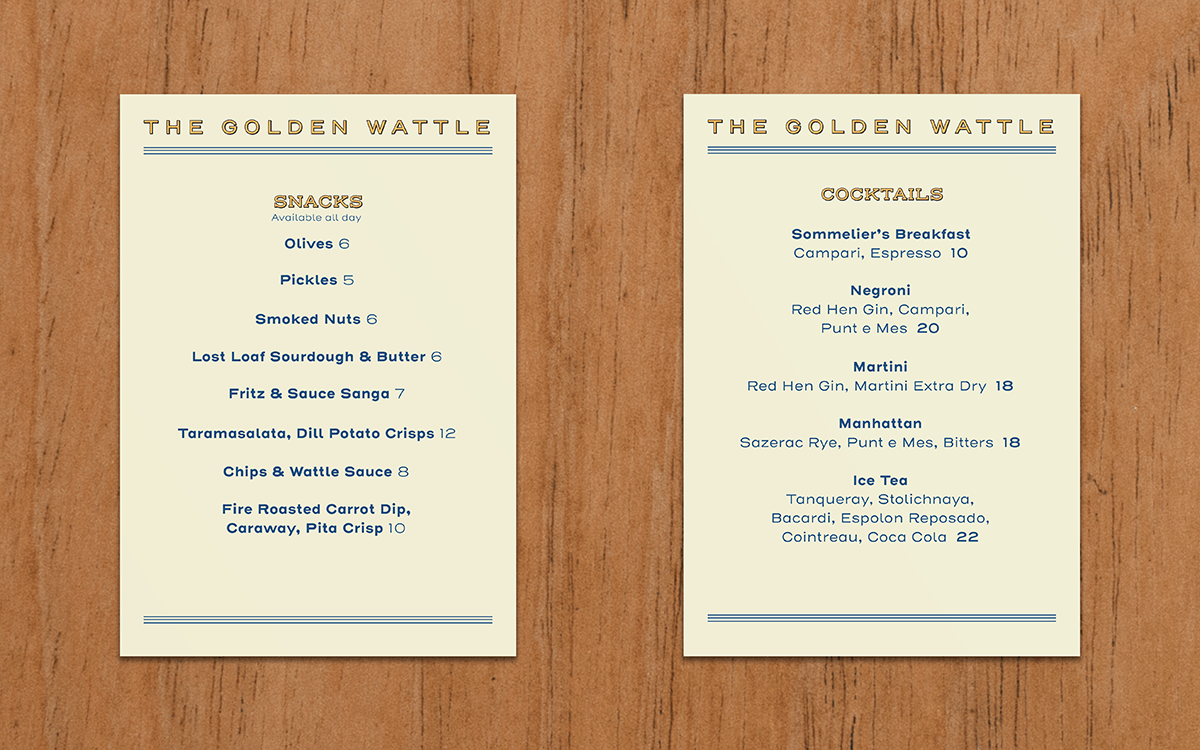 THE GOLDEN WATTLE
SNACKS
Available all day
Olives 6
Pickles 5
Smoked Nuts 6
Lost Loaf Sourdough & Butter 6
Fritz & Sauce Sanga 7
Taramasalata, Dill Potato Crisps 12
Chips & Wattle Sauce 8
Fire Roasted Carrot Dip,
Caraway, Pita Crisp 10
THE GOLDEN WATTLE
COCKTAILS
Sommelier's Breakfast
Campari, Espresso 10
Negroni
Red Hen Gin, Campari,
Punt e Mes 20
Martini
Red Hen Gin, Martini Extra Dry 18
Manhattan
Sazerac Rye, Punt e Mes, Bitters 18
Ice Tea
Tanqueray, Stolichnaya,
Bacardi, Espolon Reposado,
Cointreau, Coca Cola 22